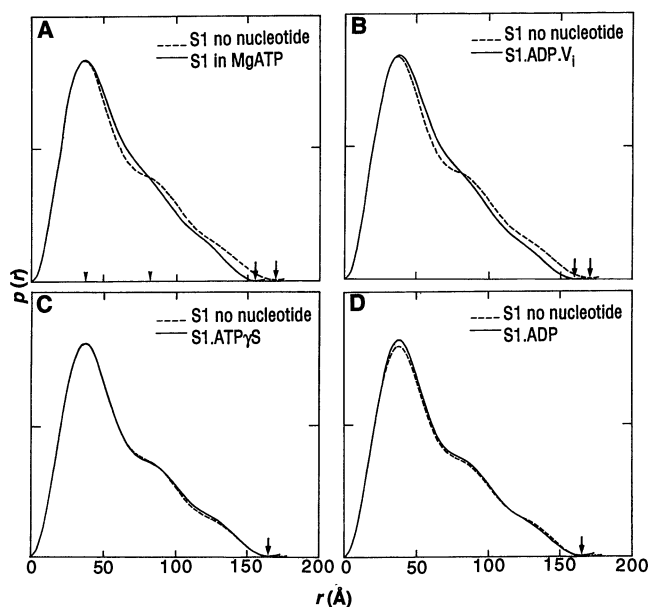 A
S1 no nucleotide
S1 in MgATP
B
S1 no nucleotide
S1.ADP.Vi
p (r)
C
S1 no nucleotide
S1.ATPγS
D
S1 no nucleotide
S1.ADP
0 50 100 150 200 0 50 100 150 200
r (Å)